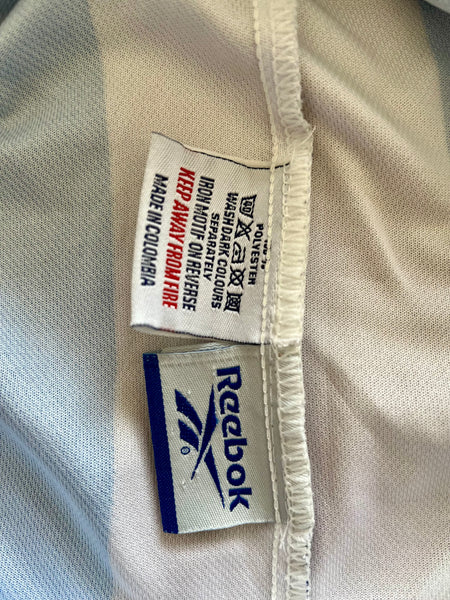 POLYESTER
WASH DARK COLOURS
SEPARATELY
IRON MOTIF ON REVERSE
KEEP AWAY FROM FIRE
MADE IN COLOMBIA
Reebok